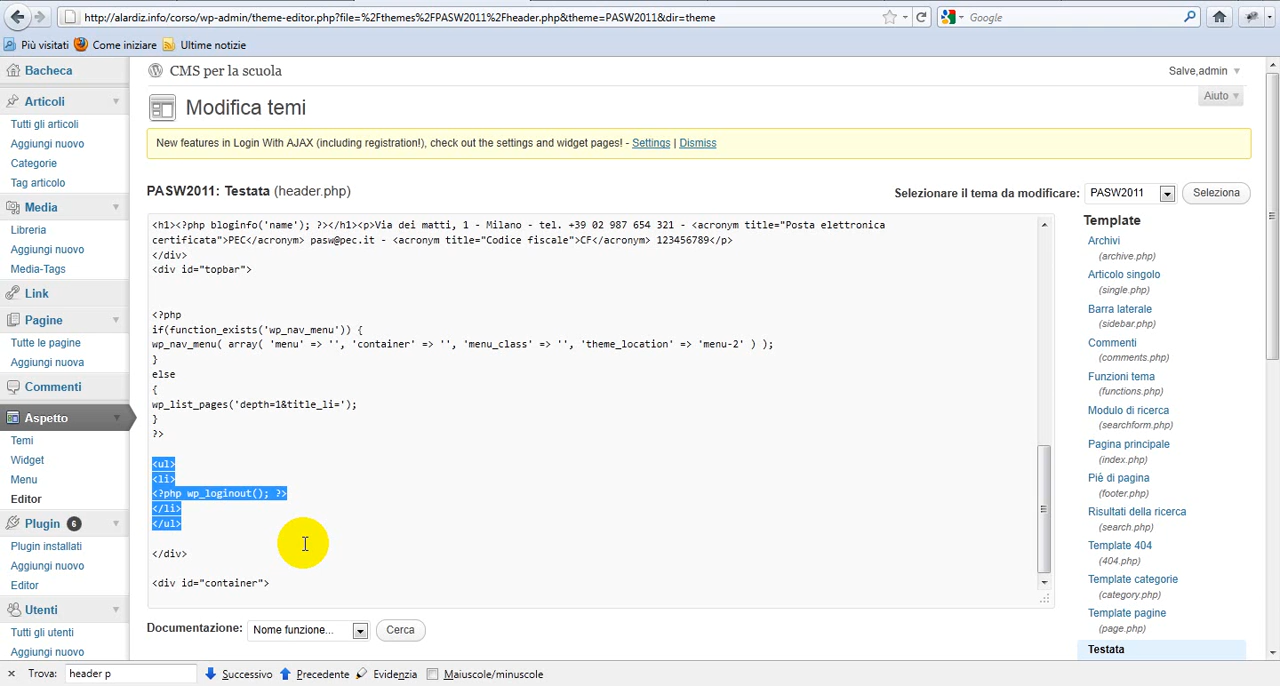 http://alardiz.info/corso/wp-admin/theme-editor.php?file=%2Fthemes%2FPASW2011%2Fheader.php&theme=PASW2011&dir=theme
Google
Più visitati Come iniziare Ultime notizie
Bacheca
Articoli
Tutti gli articoli
Aggiungi nuovo
Categorie
Tag articolo
Media
Libreria
Aggiungi nuovo
Media-Tags
Link
Pagine
Tutte le pagine
Aggiungi nuova
Commenti
Aspetto
Temi
Widget
Menu
Editor
Plugin 6
Plugin installati
Aggiungi nuovo
Editor
Utenti
Tutti gli utenti
Aggiungi nuovo
CMS per la scuola
Salve,admin
Aiuto
Modifica temi
New features in Login With AJAX (including registration!), check out the settings and widget pages! - Settings | Dismiss
PASW2011: Testata (header.php)
Selezionare il tema da modificare: PASW2011 Seleziona
<h1><?php bloginfo('name'); ?></h1><p>Via dei matti, 1 - Milano - tel. +39 02 987 654 321 - <acronym title="Posta elettronica
certificata">PEC</acronym> pasw@pec.it - <acronym title="Codice fiscale">CF</acronym> 123456789</p>
</div>
<div id="topbar">
<?php
if(function_exists('wp_nav_menu')) {
wp_nav_menu( array( 'menu' => '', 'container' => '', 'menu_class' => '', 'theme_location' => 'menu-2' ) );
}
else
{
wp_list_pages('depth=1&title_li=');
}
?>
<ul>
<li>
<?php wp_loginout(); ?>
</li>
</ul>
</div>
<div id="container">
Documentazione: Nome funzione... Cerca
Template
Archivi
(archive.php)
Articolo singolo
(single.php)
Barra laterale
(sidebar.php)
Commenti
(comments.php)
Funzioni tema
(functions.php)
Modulo di ricerca
(searchform.php)
Pagina principale
(index.php)
Piè di pagina
(footer.php)
Risultati della ricerca
(search.php)
Template 404
(404.php)
Template categorie
(category.php)
Template pagine
(page.php)
Testata
Trova: header p Successivo Precedente Evidenzia Maiuscole/minuscole